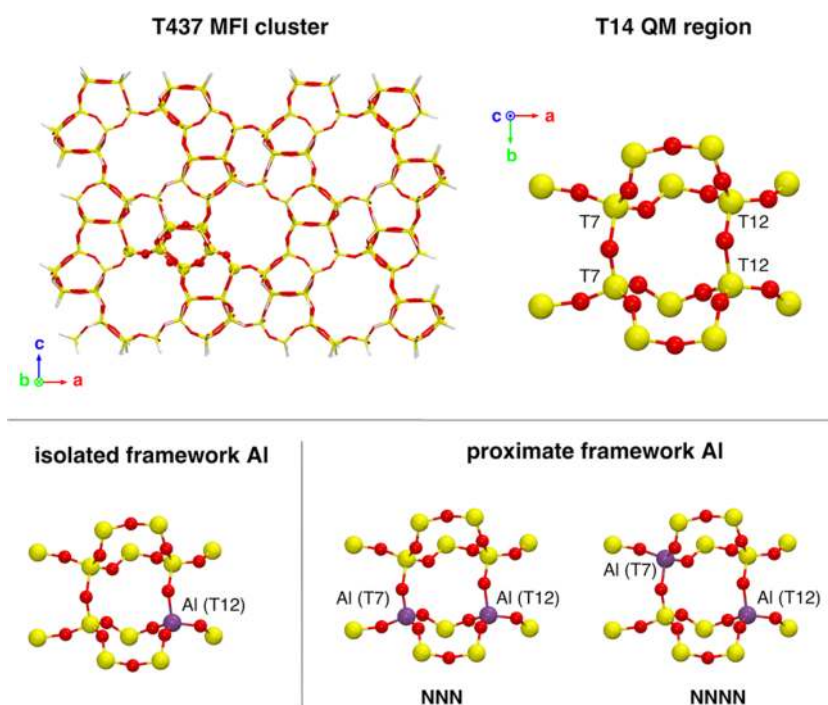 T437 MFI cluster
T14 QM region
c
a
b
T7
T12
T7
T12
c
b
a
isolated framework Al
proximate framework Al
Al (T12)
Al (T7)
Al (T12)
Al (T7)
Al (T12)
NNN
NNNN